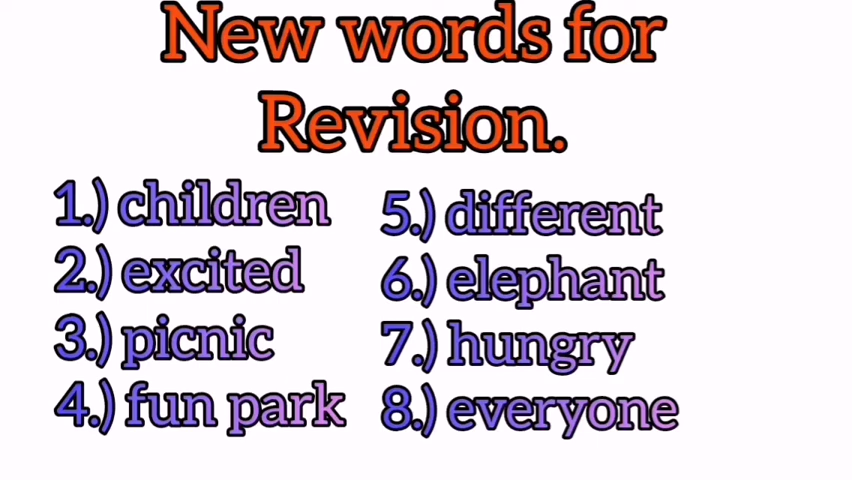 New words for
Revision.
1.) children
2.) excited
3.) picnic
4.) fun park
5.) different
6.) elephant
7.) hungry
8.) everyone